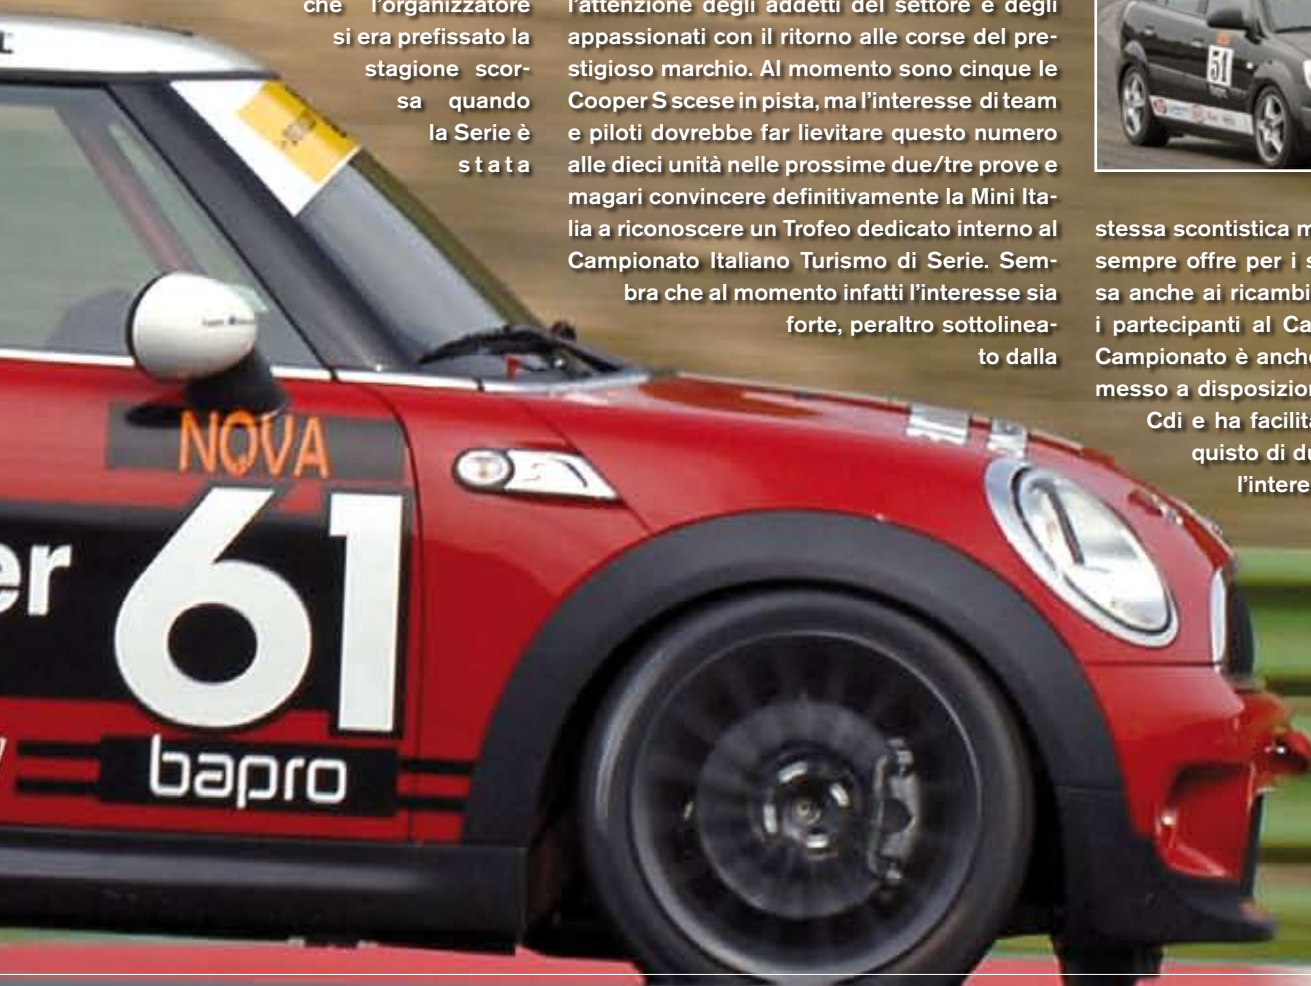 che l'organizzatore
si era prefissato la
stagione scor-
sa quando
la Serie è
stata
l'attenzione degli addetti del settore e degli
appassionati con il ritorno alle corse del pre-
stigioso marchio. Al momento sono cinque le
Cooper S scese in pista, ma l'interesse di team
e piloti dovrebbe far lievitare questo numero
alle dieci unità nelle prossime due/tre prove e
magari convincere definitivamente la Mini Ita-
lia a riconoscere un Trofeo dedicato interno al
Campionato Italiano Turismo di Serie. Sem-
bra che al momento infatti l'interesse sia
forte, peraltro sottolinea-
to dalla
51
stessa scontistica
sempre offre per i
sa anche ai ricambi
i partecipanti al
Campionato è
messo a
Cdi e ha
quisto di
NOVA
61
er
bapro